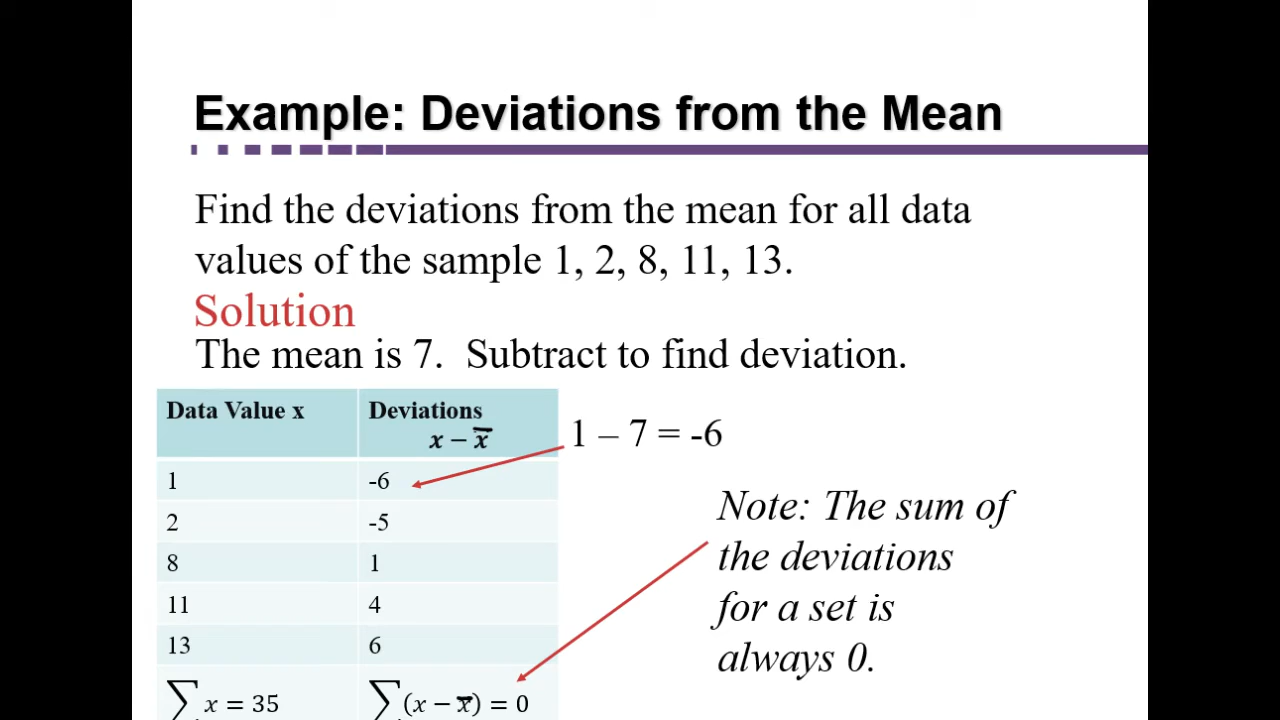 Example: Deviations from the Mean
Find the deviations from the mean for all data
values of the sample 1, 2, 8, 11, 13.
Solution
The mean is 7.  Subtract to find deviation.
Data Value x
Deviations
x − x̅
1 – 7 = -6
1
-6
2
-5
8
1
11
4
13
6
∑ x = 35
∑ (x − x̅) = 0
Note: The sum of
the deviations
for a set is
always 0.